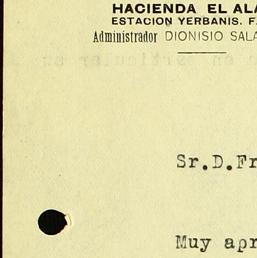 HACIENDA EL ALA
ESTACION YERBANIS. F.
Administrador DIONISIO SALA
Sr.D.Fr
Muy apr